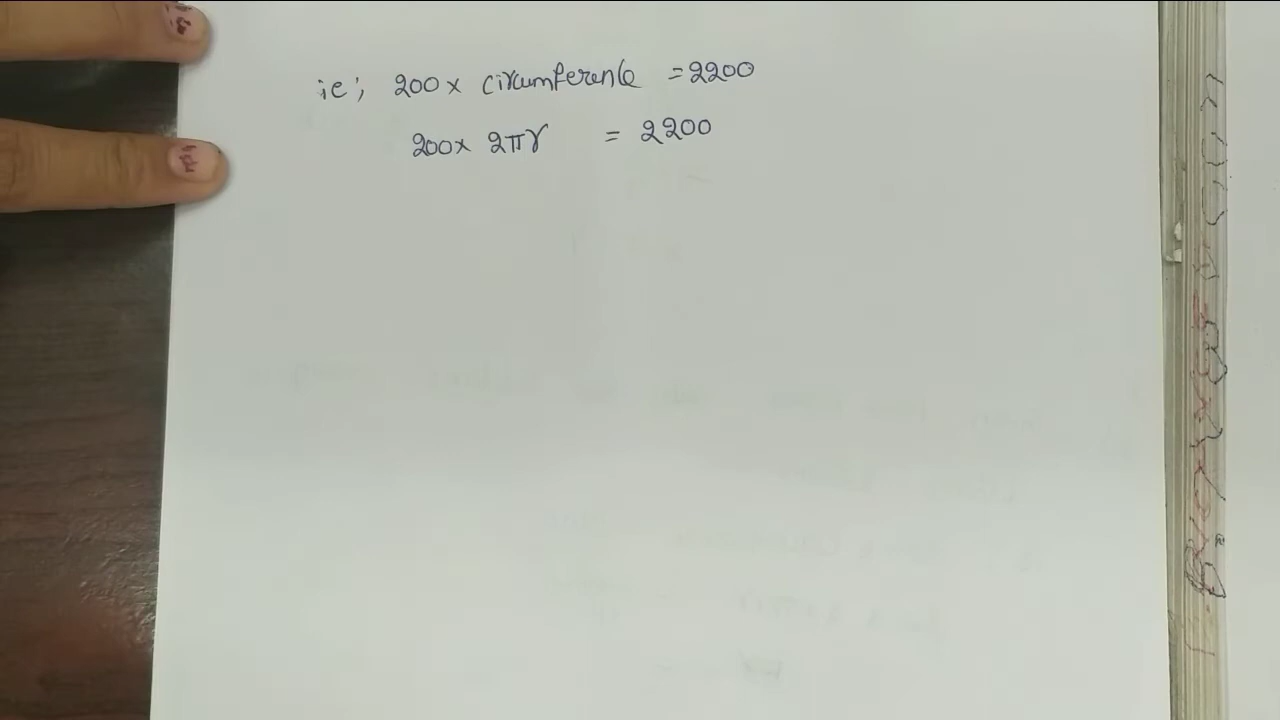 ie; 200 x circumference = 2200
200 x 2πr = 2200